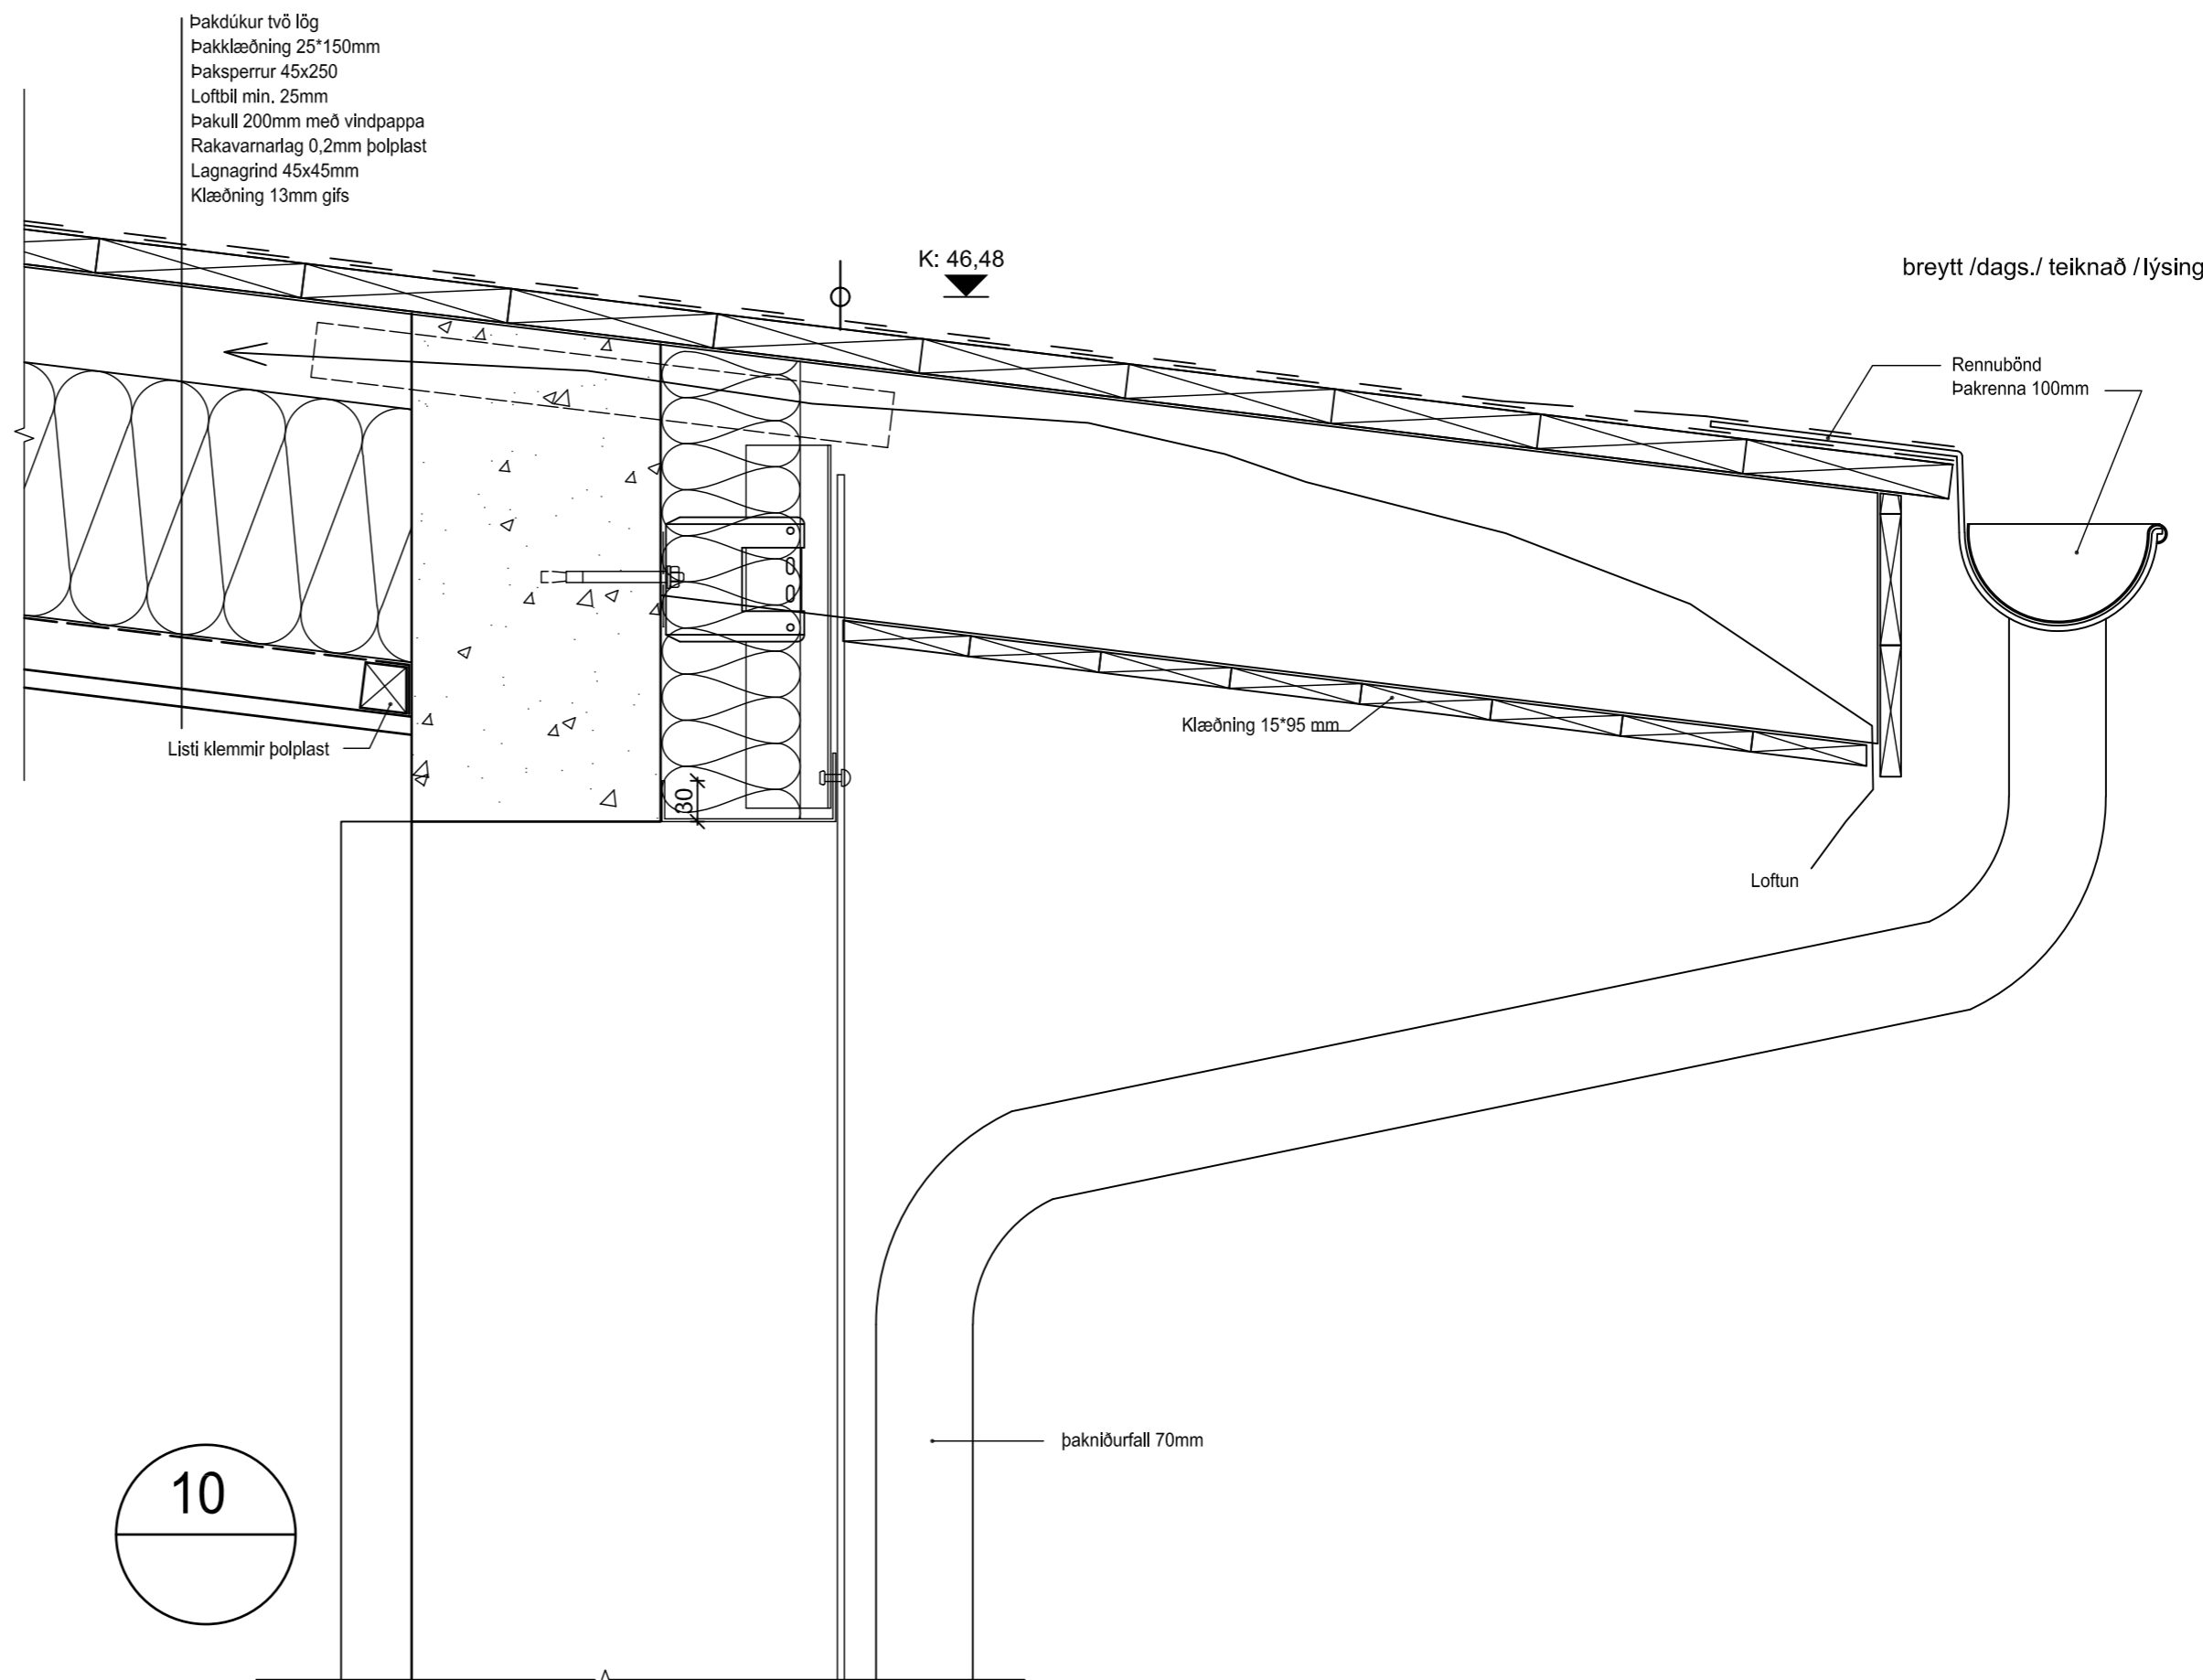 Þakdúkur tvö lög
Þakklæðning 25*150mm
Þaksperrur 45x250
Loftbil min. 25mm
Þakull 200mm með vindpappa
Rakavarnarlag 0,2mm þolplast
Lagnagrind 45x45mm
Klæðning 13mm gifs
K: 46,48
breytt /dags./ teiknað /lýsing
Rennubönd
Þakrenna 100mm
Klæðning 15*95 mm
Listi klemmir þolplast
30
Loftun
þakniðurfall 70mm
10